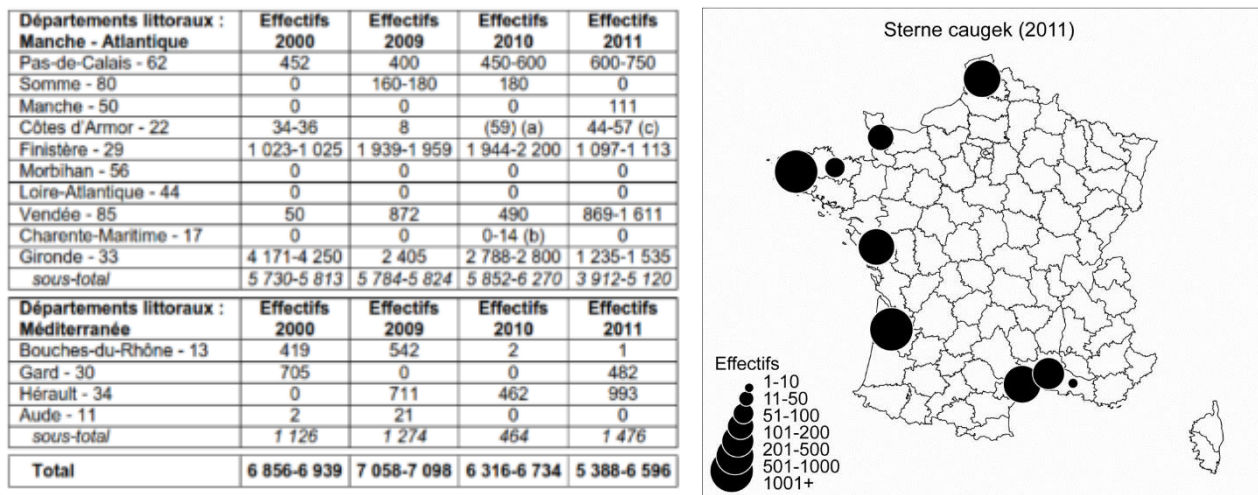 Départements littoraux : Effectifs Effectifs Effectifs Effectifs
Manche - Atlantique 2000 2009 2010 2011
Pas-de-Calais - 62 452 400 450-600 600-750
Somme - 80 0 160-180 180 0
Manche - 50 0 0 0 111
Côtes d'Armor - 22 34-36 8 (59) (a) 44-57 (c)
Finistère - 29 1 023-1 025 1 939-1 959 1 944-2 200 1 097-1 113
Morbihan - 56 0 0 0 0
Loire-Atlantique - 44 0 0 0 0
Vendée - 85 50 872 490 869-1 611
Charente-Maritime - 17 0 0 0-14 (b) 0
Gironde - 33 4 171-4 250 2 405 2 788-2 800 1 235-1 535
sous-total 5 730-5 813 5 784-5 824 5 852-6 270 3 912-5 120
Départements littoraux : Effectifs Effectifs Effectifs Effectifs
Méditerranée 2000 2009 2010 2011
Bouches-du-Rhône - 13 419 542 2 1
Gard - 30 705 0 0 482
Hérault - 34 0 711 462 993
Aude - 11 2 21 0 0
sous-total 1 126 1 274 464 1 476
Total 6 856-6 939 7 058-7 098 6 316-6 734 5 388-6 596
Sterne caugek (2011)
Effectifs
1-10
11-50
51-100
101-200
201-500
501-1000
1001+